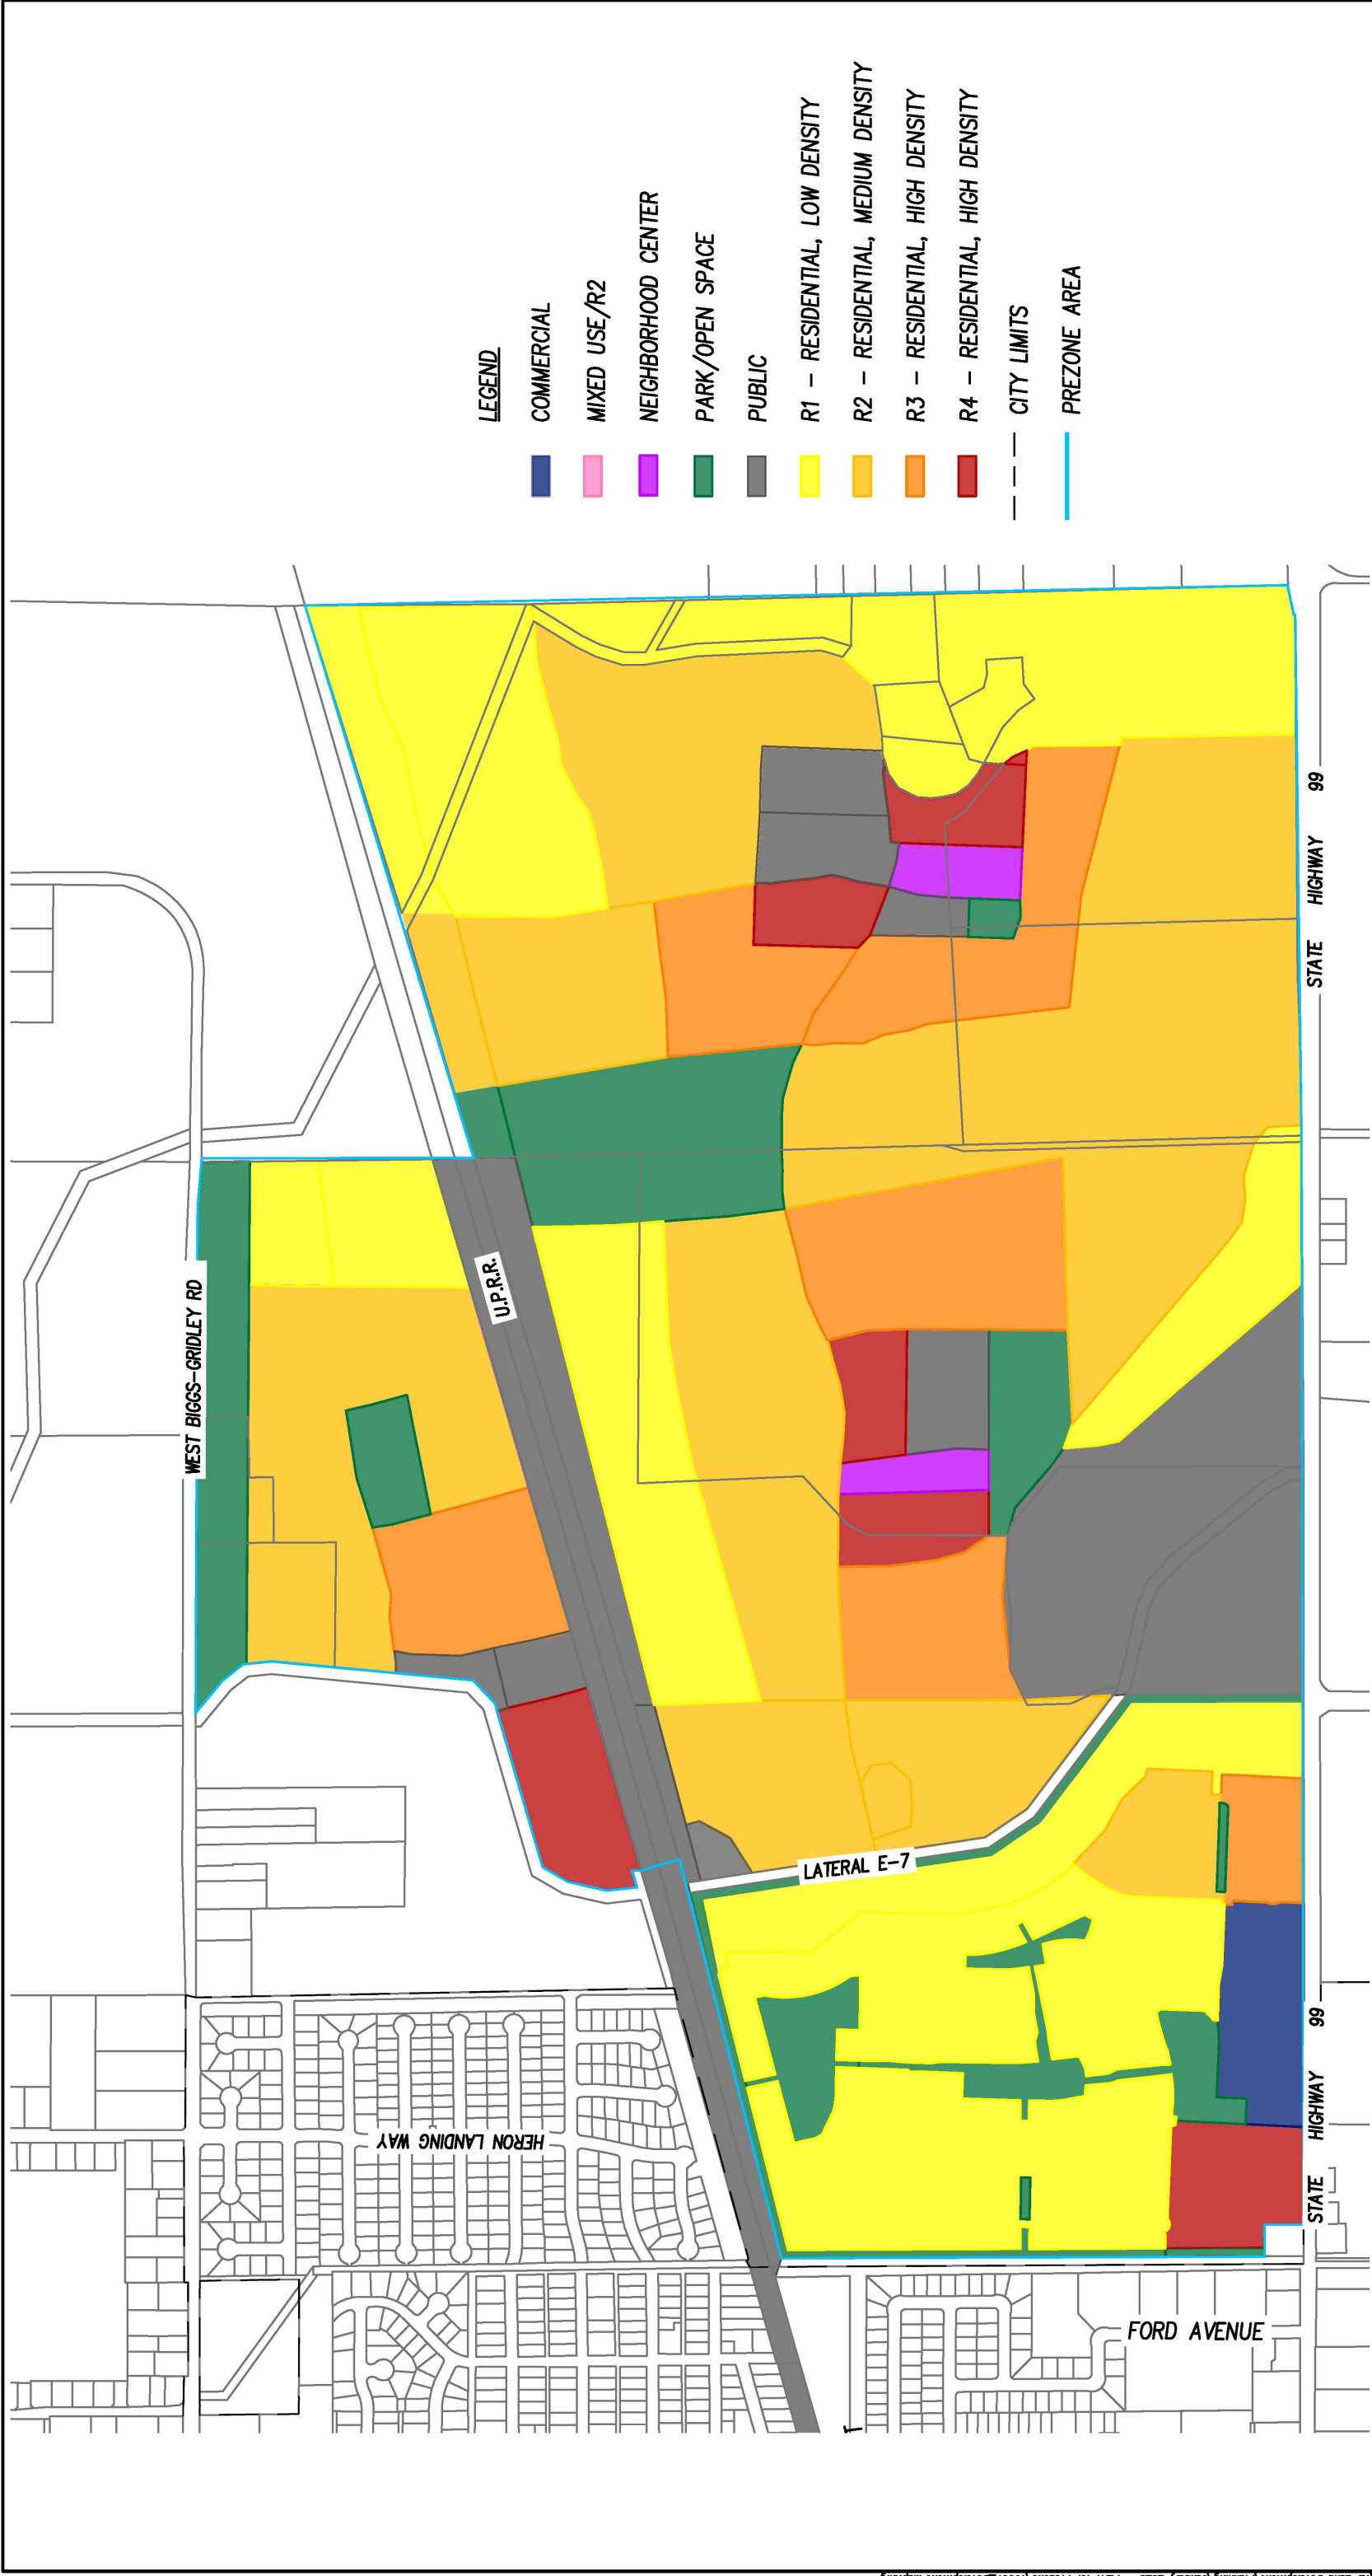 LEGEND
COMMERCIAL
MIXED USE/R2
NEIGHBORHOOD CENTER
PARK/OPEN SPACE
PUBLIC
R1 - RESIDENTIAL, LOW DENSITY
R2 - RESIDENTIAL, MEDIUM DENSITY
R3 - RESIDENTIAL, HIGH DENSITY
R4 - RESIDENTIAL, HIGH DENSITY
CITY LIMITS
PREZONE AREA
WEST BIGGS-GRIDLEY RD
U.P.R.R.
STATE HIGHWAY 99
LATERAL E-7
HERON LANDING WAY
STATE HIGHWAY 99
FORD AVENUE